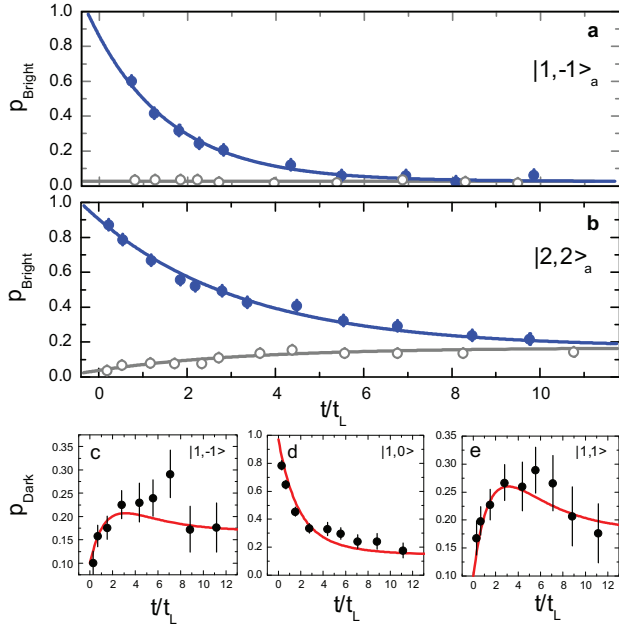 a
|1,-1>a
pBright
1.0
0.8
0.6
0.4
0.2
0.0
b
|2,2>a
pBright
1.0
0.8
0.6
0.4
0.2
0.0
0 2 4 6 8 10
t/tL
c |1,-1>
pDark
0.35
0.30
0.25
0.20
0.15
0.10
0 2 4 6 8 10 12
t/tL
d |1,0>
1.0
0.8
0.6
0.4
0.2
0.0
0 2 4 6 8 10 12
t/tL
e |1,1>
0.35
0.30
0.25
0.20
0.15
0.10
0 2 4 6 8 10 12
t/tL